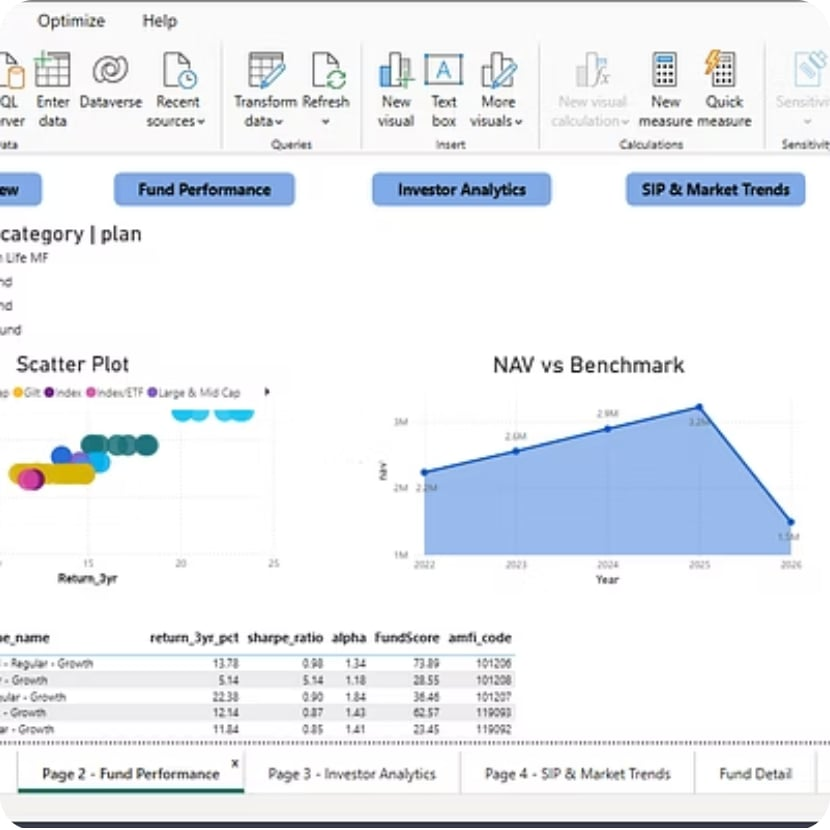 Optimize Help
QL Enter Dataverse Recent Transform Refresh New Text More New visual New Quick Sensitivi
rver data sources data visual box visuals calculation measure measure
ata Queries Insert Calculations Sensitivity
ew Fund Performance Investor Analytics SIP & Market Trends
category | plan
n Life MF
nd
nd
und
Scatter Plot NAV vs Benchmark
ap Gilt Index Index/ETF Large & Mid Cap
3M 2.6M 2.9M 3.2M
nav
2M 2.2M
1.5M
1M
15 20 25 2022 2023 2024 2025 2026
Return_3yr Year
e_name return_3yr_pct sharpe_ratio alpha FundScore amfi_code
- Regular - Growth 13.78 0.98 1.34 73.89 101206
- Growth 5.14 5.14 1.18 28.55 101208
ular - Growth 22.38 0.90 1.84 36.46 101207
- Growth 12.14 0.87 1.43 62.57 119093
ar - Growth 11.84 0.85 1.41 23.45 119092
Page 2 - Fund Performance x Page 3 - Investor Analytics Page 4 - SIP & Market Trends Fund Detail